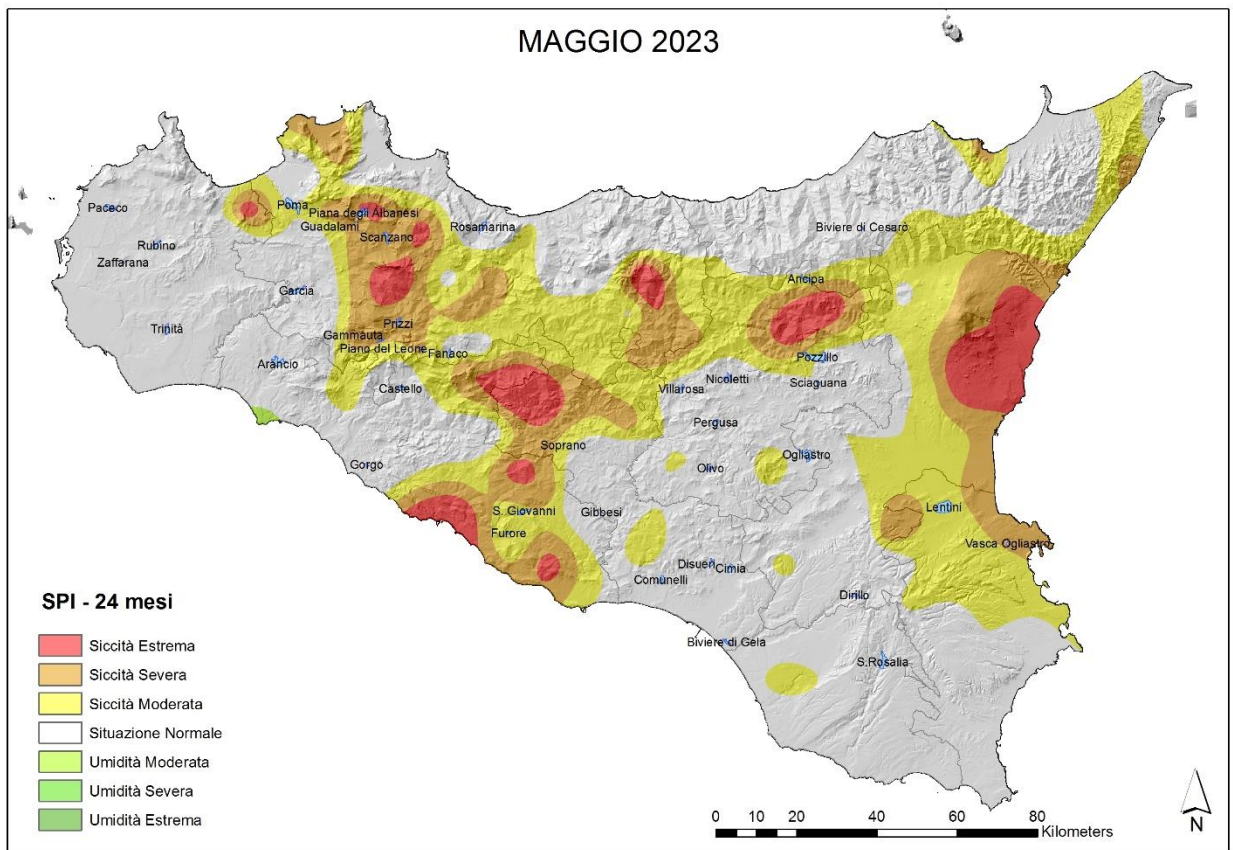 MAGGIO 2023
Paceco
Poma
Piana degli Albanesi
Guadalami
Rosamarina
Scanzano
Biviere di Cesarò
Rubino
Zaffarana
Ancipa
Garcia
Trinità
Prizzi
Gammauta
Piano del Leone
Fanaco
Pozzillo
Arancio
Castello
Villarosa
Nicoletti
Sciaguana
Pergusa
Soprano
Gorgo
Olivo
Ogliastro
S. Giovanni
Gibbesi
Lentini
Furore
Vasca Ogliastro
Disueri
Cimia
Comunelli
Dirillo
Biviere di Gela
S.Rosalia
SPI - 24 mesi
Siccità Estrema
Siccità Severa
Siccità Moderata
Situazione Normale
Umidità Moderata
Umidità Severa
Umidità Estrema
0 10 20 40 60 80
Kilometers
N